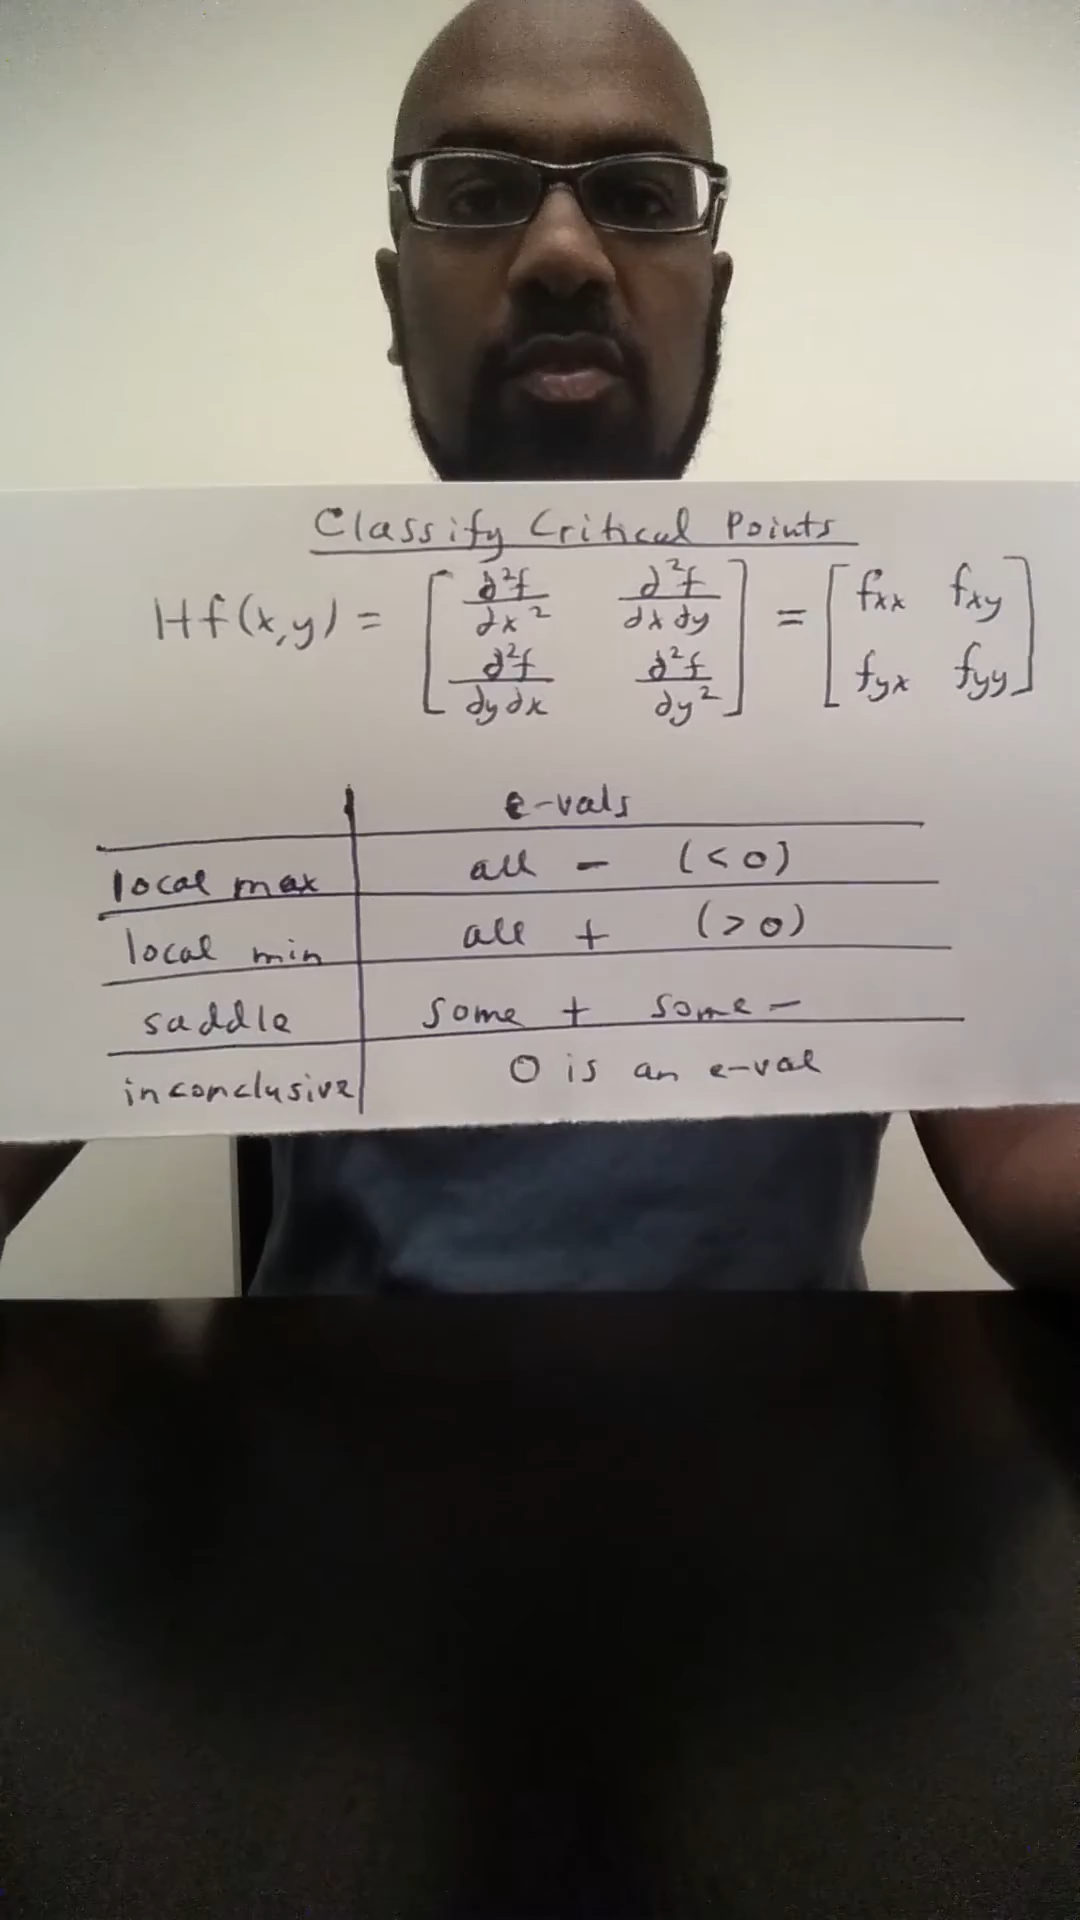 Classify Critical Points
Hf(x,y) = [ ∂²f/∂x² ∂²f/∂x∂y ] = [ fxx fxy ]
[ ∂²f/∂y∂x ∂²f/∂y² ] [ fyx fyy ]
e-vals
local max all - (<0)
local min all + (>0)
saddle some + some -
inconclusive 0 is an e-val